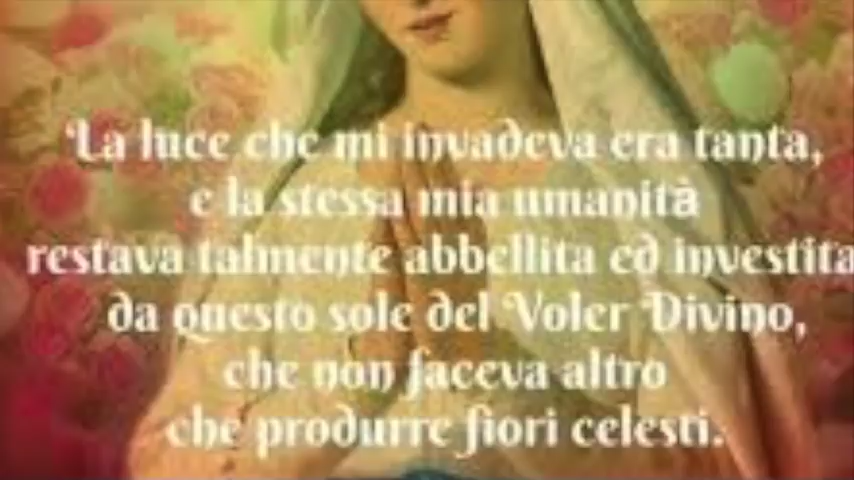 La luce che mi invadeva era tanta,
e la stessa mia umanità
restava talmente abbellita ed investita
da questo sole del Voler Divino,
che non faceva altro
che produrre fiori celesti.